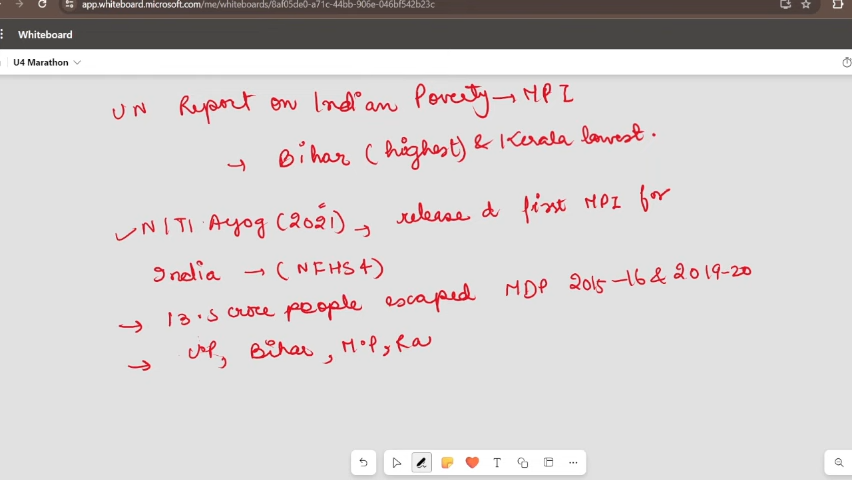 app.whiteboard.microsoft.com/me/whiteboards/8af05de0-a71c-44bb-906e-046bf542b23c
Whiteboard
U4 Marathon
UN Report on Indian Poverty → MPI
→ Bihar (highest) & Kerala lowest.
✓ NITI Ayog (2021) → released first MPI for
India → (NFHS4)
→ 13.5 crore people escaped MDP 2015-16 & 2019-20
→ UP, Bihar, M.P, Ra
T